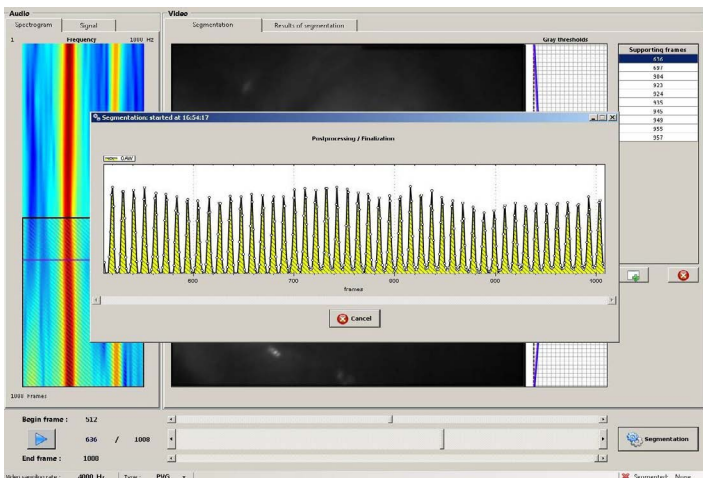 Audio
Video
Spectrogram
Signal
Segmentation
Results of segmentation
1
Frequency
1000 Hz
Gray thresholds
Supporting frames
636
697
904
923
924
935
945
949
955
957
Segmentation: started at 16:54:17
Postprocessing / Finalization
GAW
600
700
800
900
1000
frames
Cancel
1000 Frames
Begin frame : 512
636 / 1008
End frame : 1000
Segmentation
Video sampling rate : 4000 Hz Type : PVG
Segmented: None